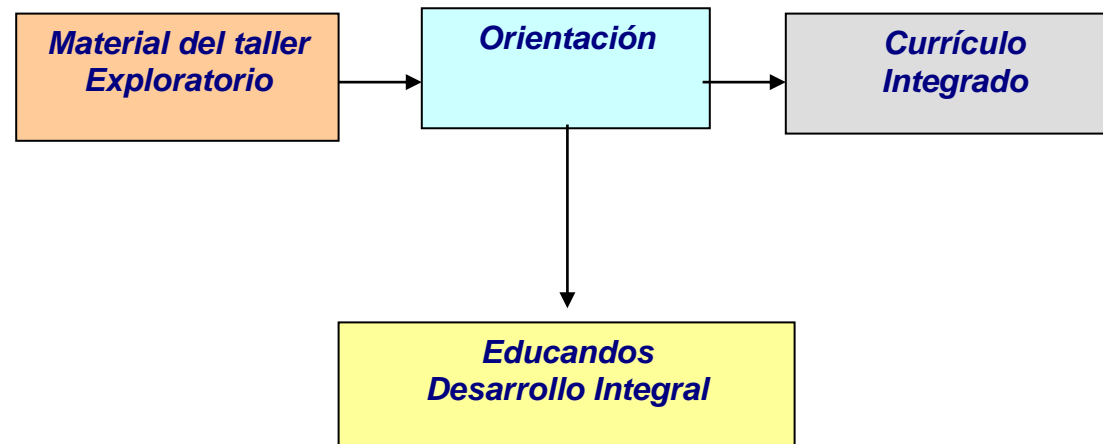 Material del taller
Exploratorio
Orientación
Currículo
Integrado
Educandos
Desarrollo Integral